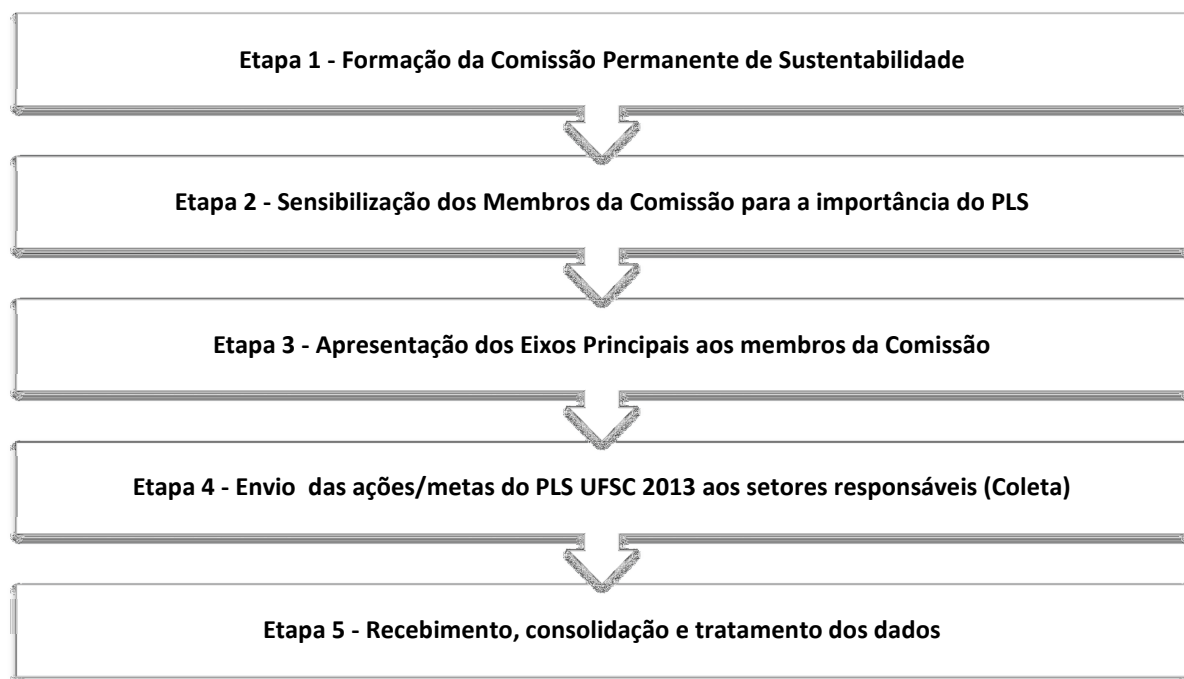 Etapa 1 - Formação da Comissão Permanente de Sustentabilidade
Etapa 2 - Sensibilização dos Membros da Comissão para a importância do PLS
Etapa 3 - Apresentação dos Eixos Principais aos membros da Comissão
Etapa 4 - Envio das ações/metas do PLS UFSC 2013 aos setores responsáveis (Coleta)
Etapa 5 - Recebimento, consolidação e tratamento dos dados